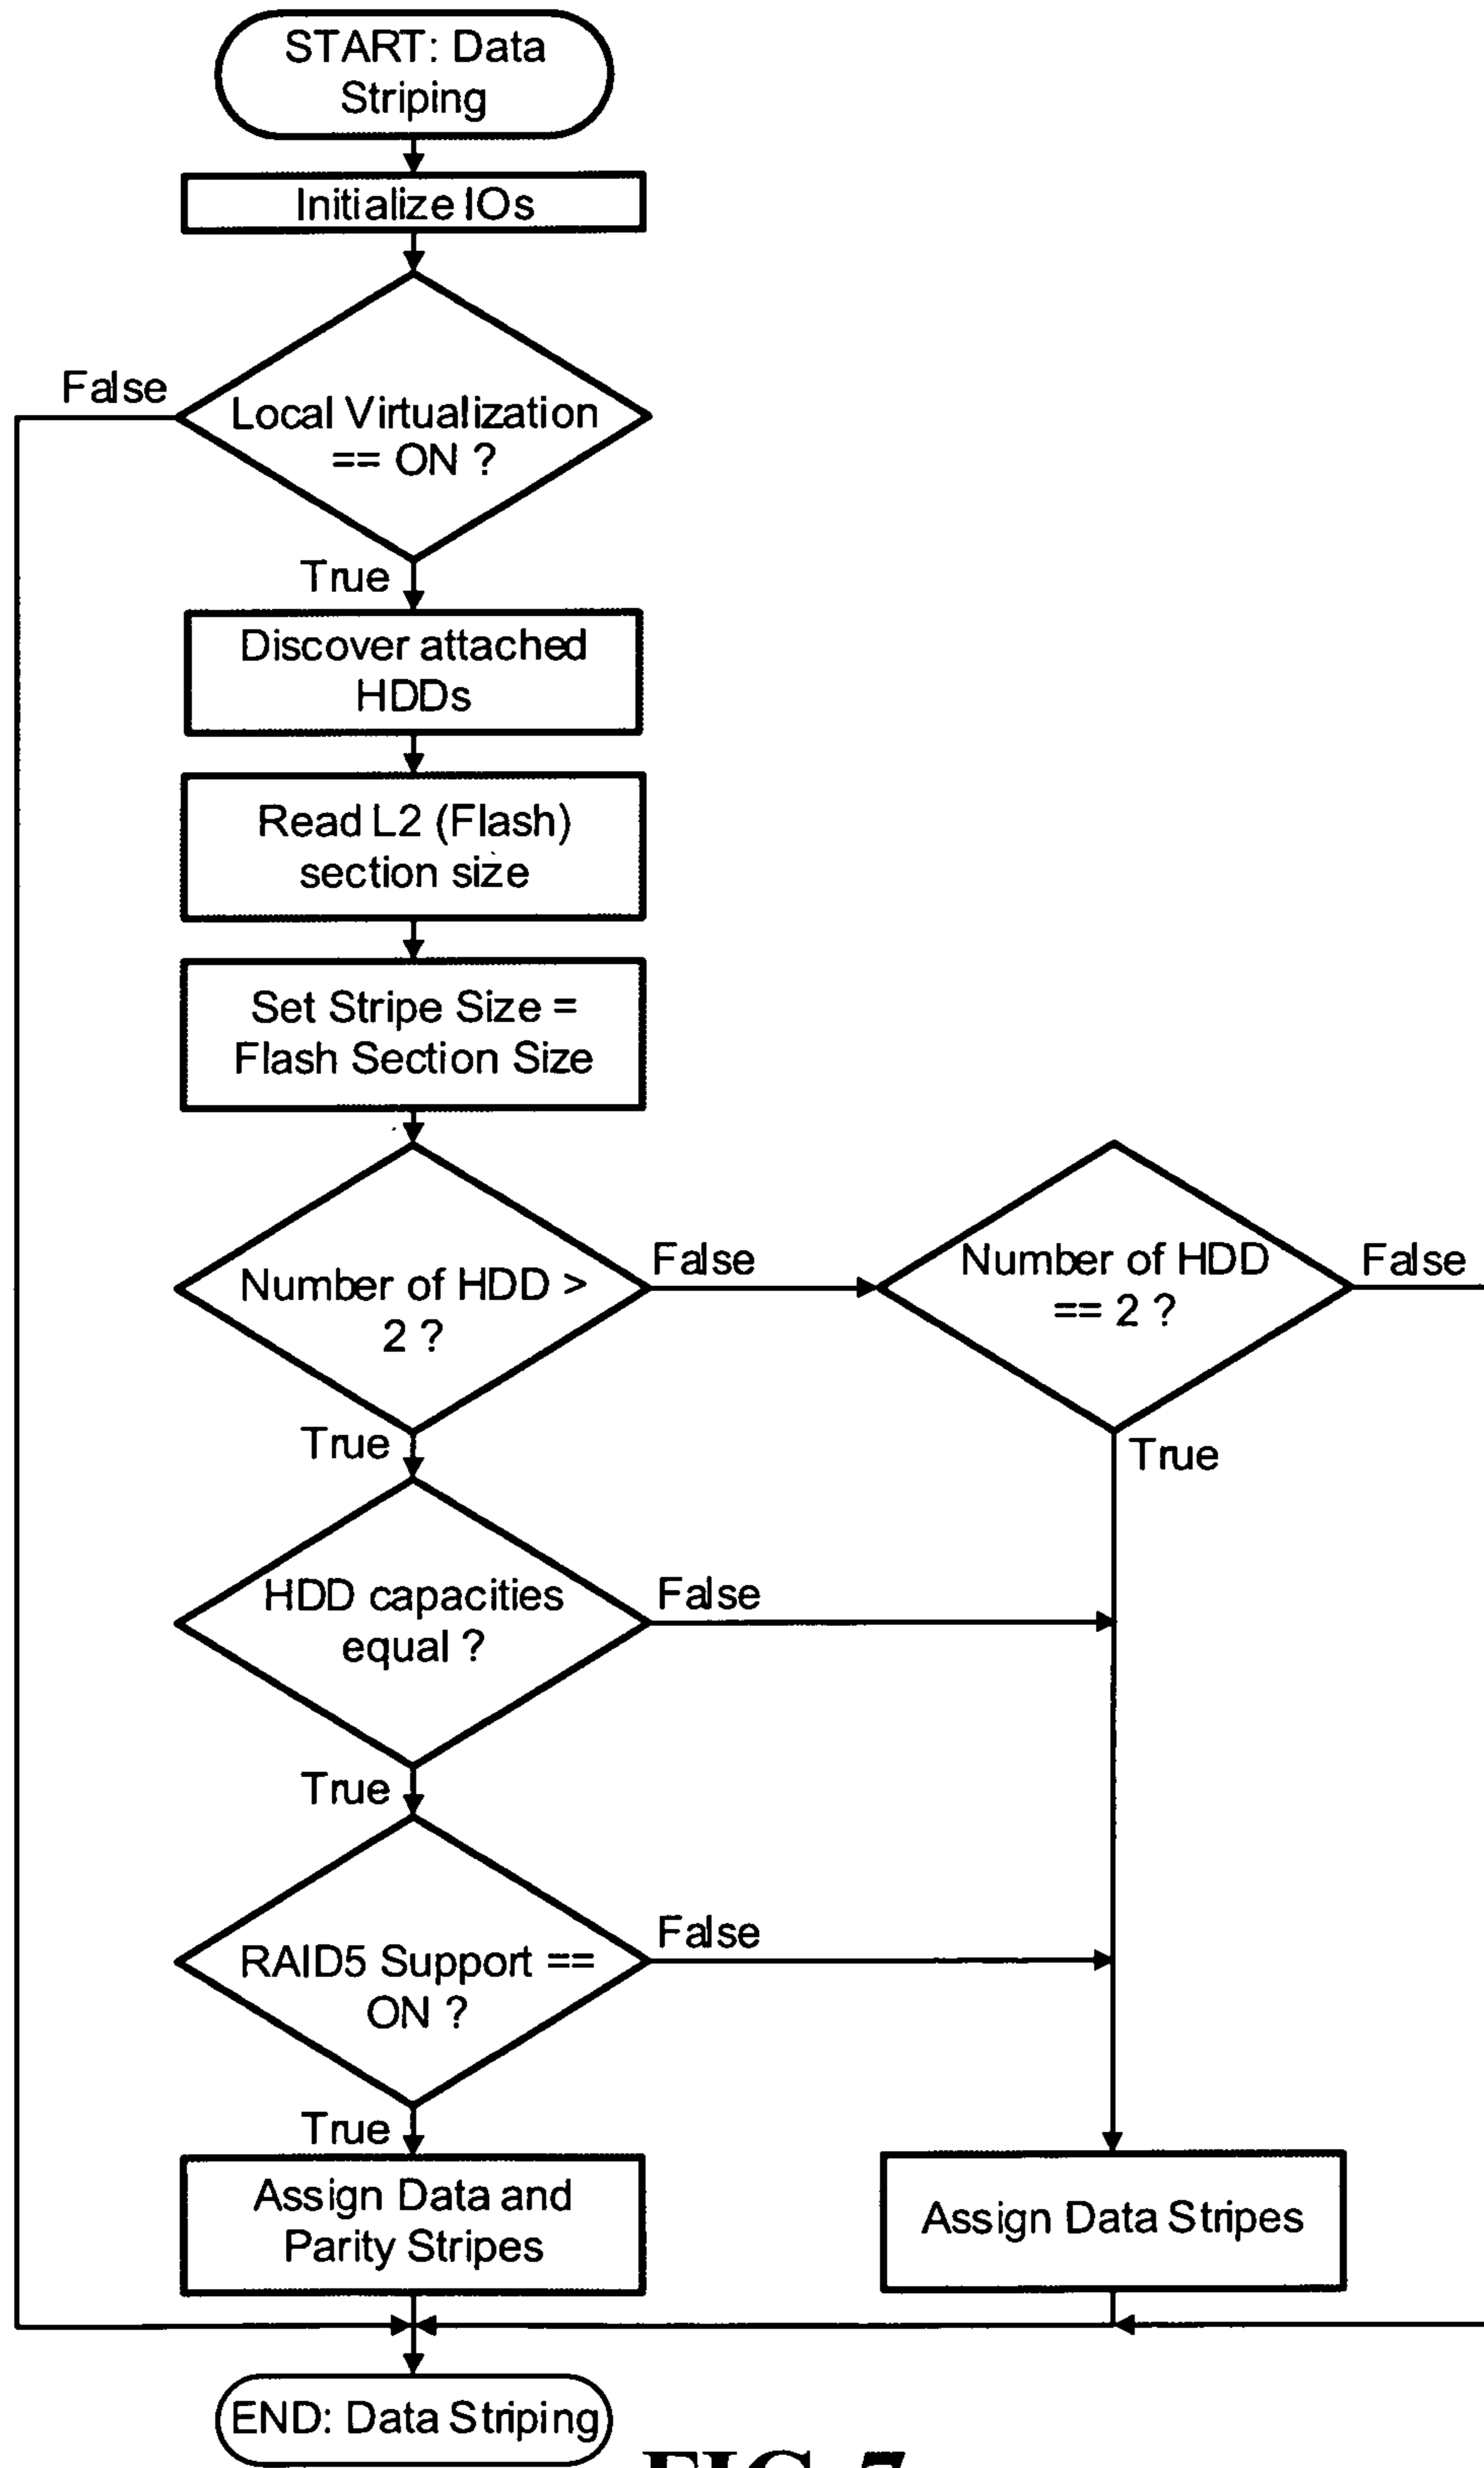 START: Data
Striping
Initialize IOs
False
Local Virtualization
== ON ?
True
Discover attached
HDDs
Read L2 (Flash)
section size
Set Stripe Size =
Flash Section Size
Number of HDD >
2 ?
False
Number of HDD
== 2 ?
False
True
True
HDD capacities
equal ?
False
True
RAID5 Support ==
ON ?
False
True
Assign Data and
Parity Stripes
Assign Data Stripes
END: Data Striping